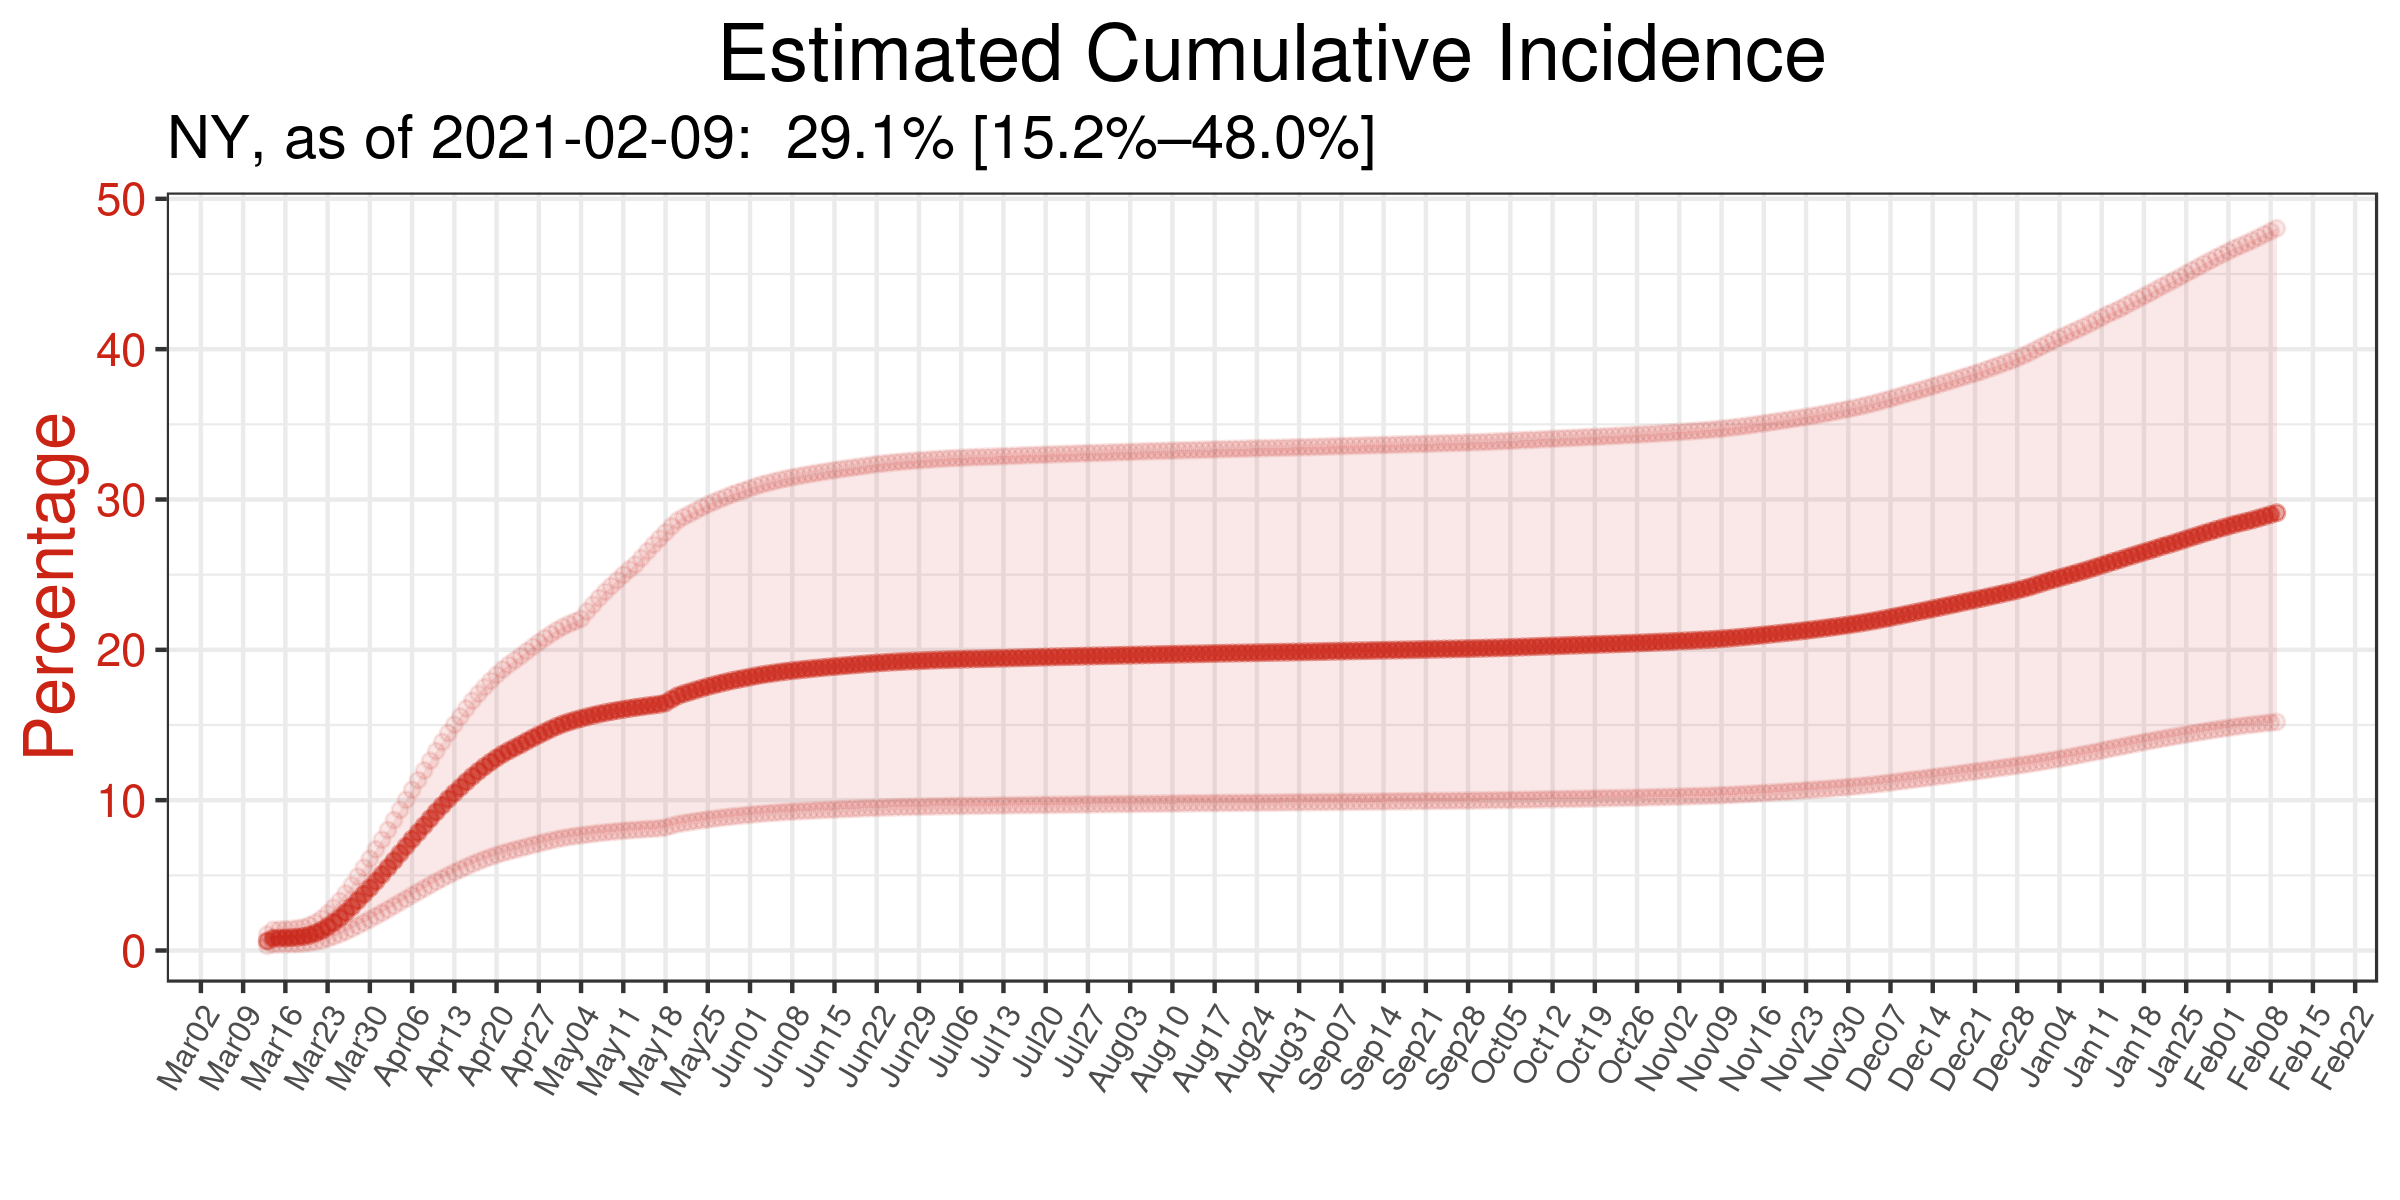 Estimated Cumulative Incidence
NY, as of 2021-02-09:  29.1% [15.2%–48.0%]
Percentage
50
40
30
20
10
0
Mar02 Mar09 Mar16 Mar23 Mar30 Apr06 Apr13 Apr20 Apr27 May04 May11 May18 May25 Jun01 Jun08 Jun15 Jun22 Jun29 Jul06 Jul13 Jul20 Jul27 Aug03 Aug10 Aug17 Aug24 Aug31 Sep07 Sep14 Sep21 Sep28 Oct05 Oct12 Oct19 Oct26 Nov02 Nov09 Nov16 Nov23 Nov30 Dec07 Dec14 Dec21 Dec28 Jan04 Jan11 Jan18 Jan25 Feb01 Feb08 Feb15 Feb22